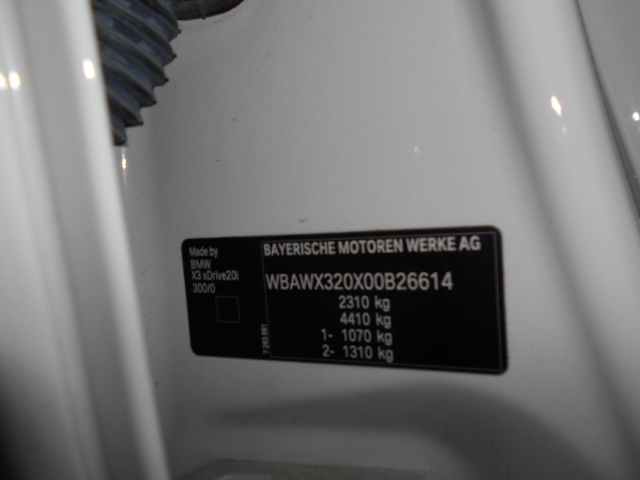 Made by
BMW
X3 xDrive20i
300/0
BAYERISCHE MOTOREN WERKE AG
WBAWX320X00B26614
2310 kg
4410 kg
1- 1070 kg
2- 1310 kg